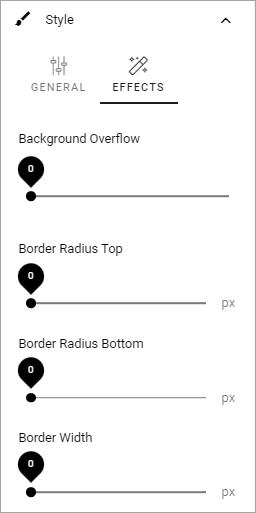 Style
GENERAL EFFECTS
Background Overflow
0
Border Radius Top
0
px
Border Radius Bottom
0
px
Border Width
0
px